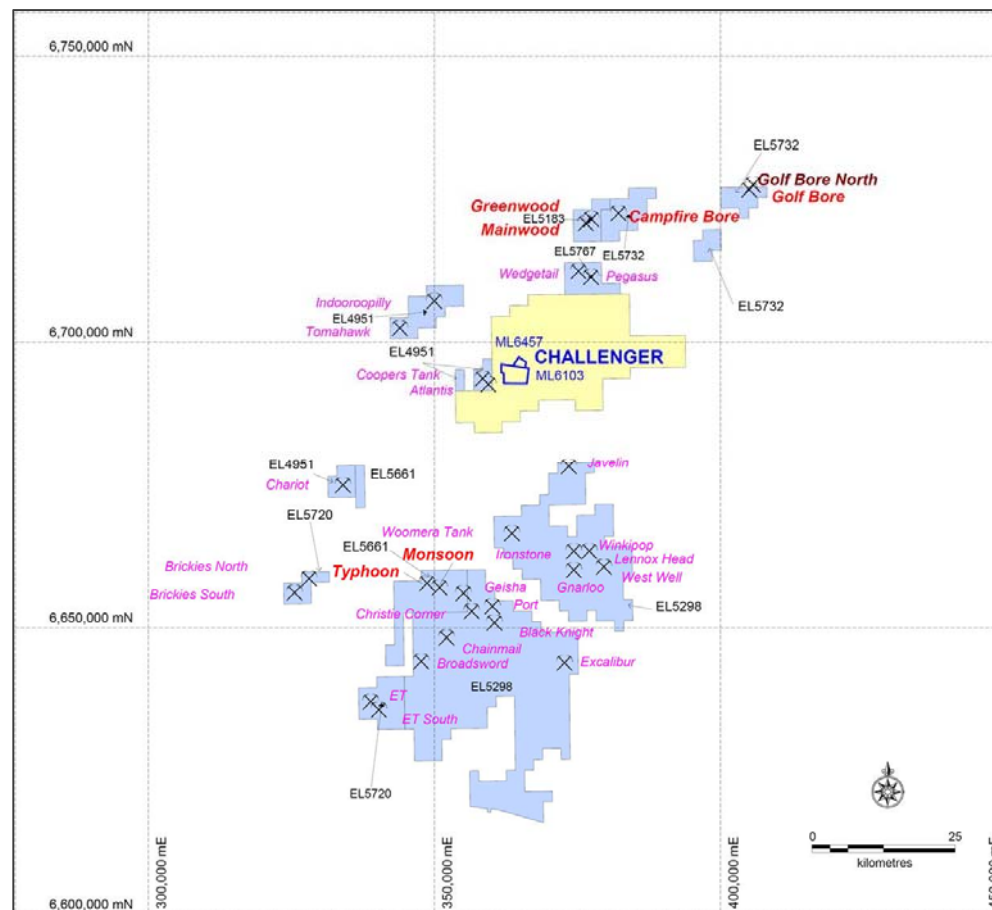 6,750,000 mN
EL5732
Golf Bore North
Golf Bore
Greenwood
EL5183
Mainwood
Campfire Bore
EL5732
EL5767
Wedgetail
Pegasus
EL5732
Indooroopilly
EL4951
Tomahawk
6,700,000 mN
EL4951
ML6457
CHALLENGER
ML6103
Coopers Tank
Atlantis
EL4951
EL5661
Chariot
Javelin
EL5720
Woomera Tank
EL5661
Monsoon
Ironstone
Winkipop
Lennox Head
West Well
Gnarloo
Brickies North
Typhoon
Brickies South
Geisha
Port
Christie Corner
EL5298
6,650,000 mN
Black Knight
Chainmail
Broadsword
Excalibur
EL5298
ET
ET South
EL5720
0
25
kilometres
300,000 mE
350,000 mE
400,000 mE
6,600,000 mN